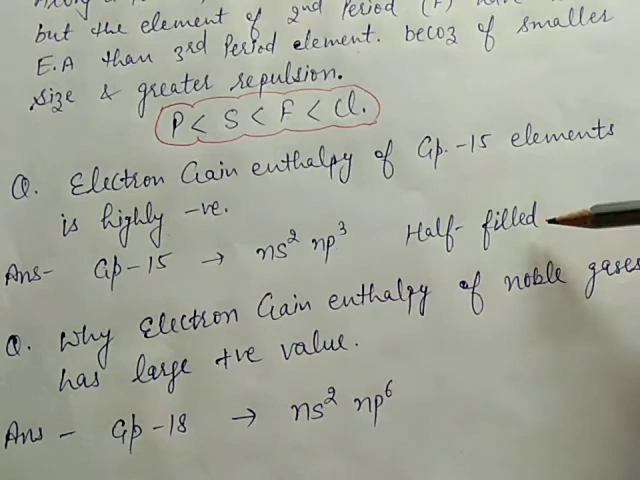 but the element of 2nd Period (F) have
E.A than 3rd Period element. becoz of smaller
size & greater repulsion.
P < S < F < Cl.
Q. Electron Gain enthalpy of Gp.-15 elements
is highly -ve.
Ans- Gp-15 → ns² np³ Half-filled
Q. Why Electron Gain enthalpy of noble gases
has large +ve value.
Ans - Gp-18 → ns² np⁶